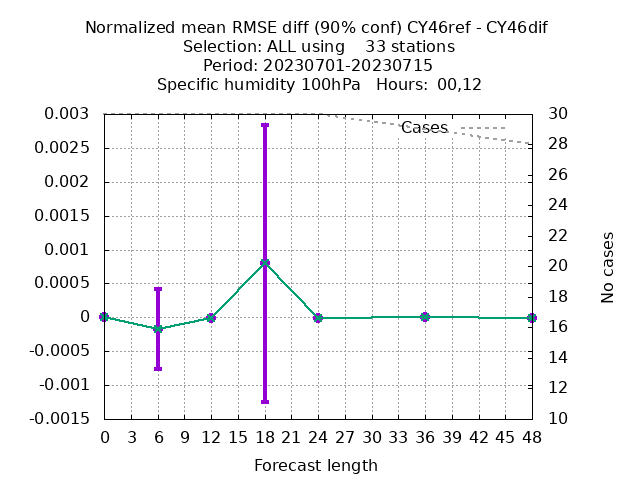 Normalized mean RMSE diff (90% conf) CY46ref - CY46dif
Selection: ALL using    33 stations
Period: 20230701-20230715
Specific humidity 100hPa   Hours:  00,12
0.003
0.0025
0.002
0.0015
0.001
0.0005
0
-0.0005
-0.001
-0.0015
Cases
30
28
26
24
22
20
18
16
14
12
10
No cases
0 3 6 9 12 15 18 21 24 27 30 33 36 39 42 45 48
Forecast length